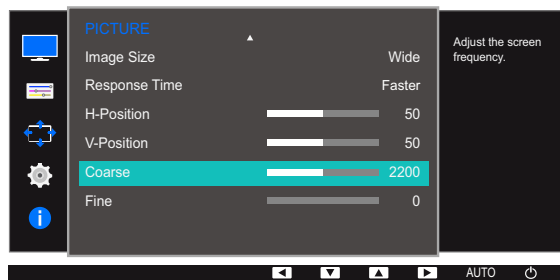 PICTURE
Image Size Wide
Response Time Faster
H-Position 50
V-Position 50
Coarse 2200
Fine 0
Adjust the screen
frequency.
AUTO